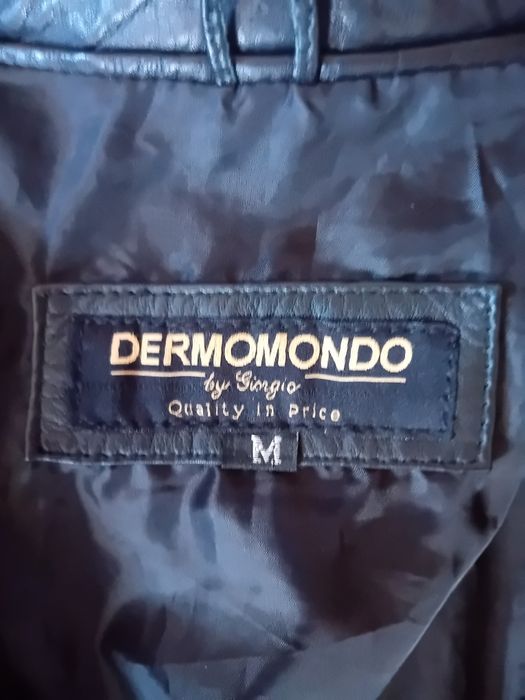 DERMOMONDO
by Giorgio
Quality in Price
M